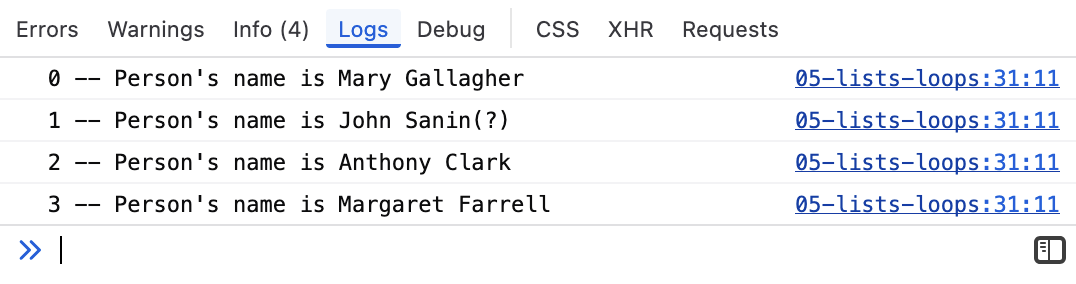 Errors Warnings Info (4) Logs Debug CSS XHR Requests
0 -- Person's name is Mary Gallagher 05-lists-loops:31:11
1 -- Person's name is John Sanin(?) 05-lists-loops:31:11
2 -- Person's name is Anthony Clark 05-lists-loops:31:11
3 -- Person's name is Margaret Farrell 05-lists-loops:31:11